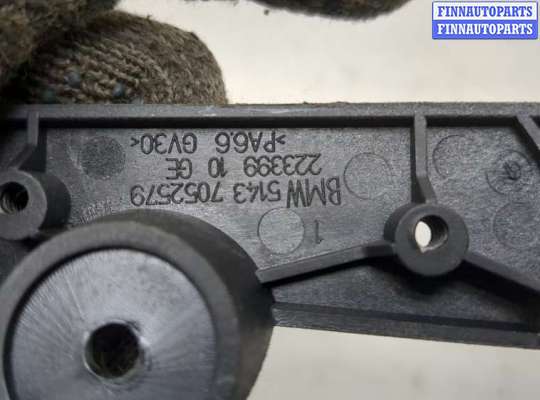 FINNAUTOPARTS
FINNAUTOPARTS
BMW 5143 7052579
223399 10 GE
>PA6.6 GV30<
1